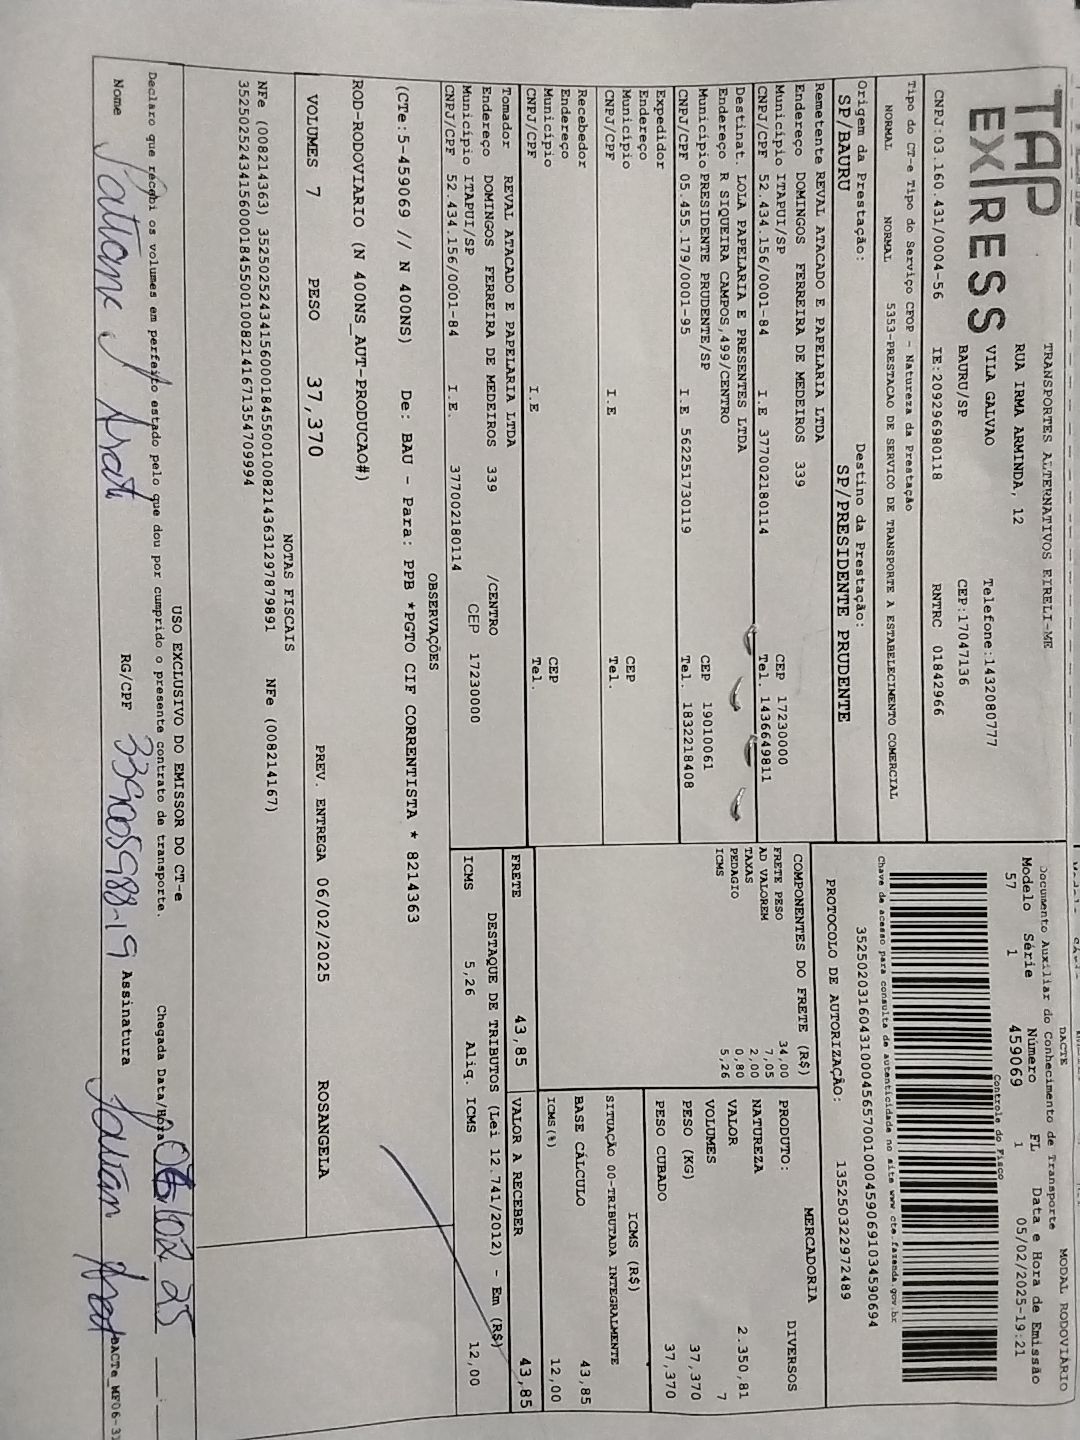 TAP
EXPRESS
TRANSPORTES ALTERNATIVOS EIRELI-ME
RUA IRMA ARMINDA, 12
VILA GALVAO Telefone:1432080777
BAURU/SP CEP:17047136
CNPJ:03.160.431/0004-56 IE:209296980118 RNTRC 01842966
DACTE MODAL RODOVIÁRIO
Documento Auxiliar do Conhecimento de Transporte
Modelo Série Número FL Data e Hora de Emissão
57 1 459069 1 05/02/2025-19:21
Controle do Fisco
Chave de acesso para consulta de autenticidade no site www.cte.fazenda.gov.br
35250203160431000456570010004590691034590694
PROTOCOLO DE AUTORIZAÇÃO: 135250322972489
Tipo do CT-e Tipo do Serviço CFOP - Natureza da Prestação
NORMAL NORMAL 5353-PRESTACAO DE SERVICO DE TRANSPORTE A ESTABELECIMENTO COMERCIAL
Origem da Prestação: Destino da Prestação:
SP/BAURU SP/PRESIDENTE PRUDENTE
Remetente REVAL ATACADO E PAPELARIA LTDA
Endereço DOMINGOS FERREIRA DE MEDEIROS 339
Município ITAPUI/SP CEP 17230000
CNPJ/CPF 52.434.156/0001-84 I.E 377002180114 Tel. 1436649811
Destinat. LOLA PAPELARIA E PRESENTES LTDA
Endereço R SIQUEIRA CAMPOS,499/CENTRO
Município PRESIDENTE PRUDENTE/SP CEP 19010061
CNPJ/CPF 05.455.179/0001-95 I.E 562251730119 Tel. 1832218408
Expedidor
Endereço
Município CEP
CNPJ/CPF I.E Tel.
Recebedor
Endereço
Município CEP
CNPJ/CPF I.E Tel.
Tomador REVAL ATACADO E PAPELARIA LTDA
Endereço DOMINGOS FERREIRA DE MEDEIROS 339 /CENTRO
Município ITAPUI/SP CEP 17230000
CNPJ/CPF 52.434.156/0001-84 I.E. 377002180114
COMPONENTES DO FRETE (R$)
FRETE PESO 34,00
AD VALOREM 7,05
TAXAS 2,00
PEDAGIO 0,80
ICMS 5,26
MERCADORIA
PRODUTO: DIVERSOS
NATUREZA
VALOR 2.350,81
VOLUMES 7
PESO (KG) 37,370
PESO CUBADO 37,370
ICMS (R$)
SITUAÇÃO 00-TRIBUTADA INTEGRALMENTE
BASE CÁLCULO 43,85
ICMS(%) 12,00
FRETE 43,85 VALOR A RECEBER 43,85
DESTAQUE DE TRIBUTOS (Lei 12.741/2012) - Em (R$)
ICMS 5,26 Aliq. ICMS 12,00
OBSERVAÇÕES
(CTe:5-459069 // N 400NS) De: BAU - Para: PPB *PGTO CIF CORRENTISTA * 8214363
ROD-RODOVIARIO (N 400NS_AUT-PRODUCAO#)
VOLUMES 7 PESO 37,370 PREV. ENTREGA 06/02/2025 ROSANGELA
NOTAS FISCAIS
NFe (008214363) 35250252434156000184550010082143631297879891 NFe (008214167)
35250252434156000184550010082141671354709994
USO EXCLUSIVO DO EMISSOR DO CT-e
Declaro que recebi os volumes em perfeito estado pelo que dou por cumprido o presente contrato de transporte. Chegada Data/Hora 06/02/25
Nome RG/CPF 339005988-19 Assinatura
DACTe_MF06-31